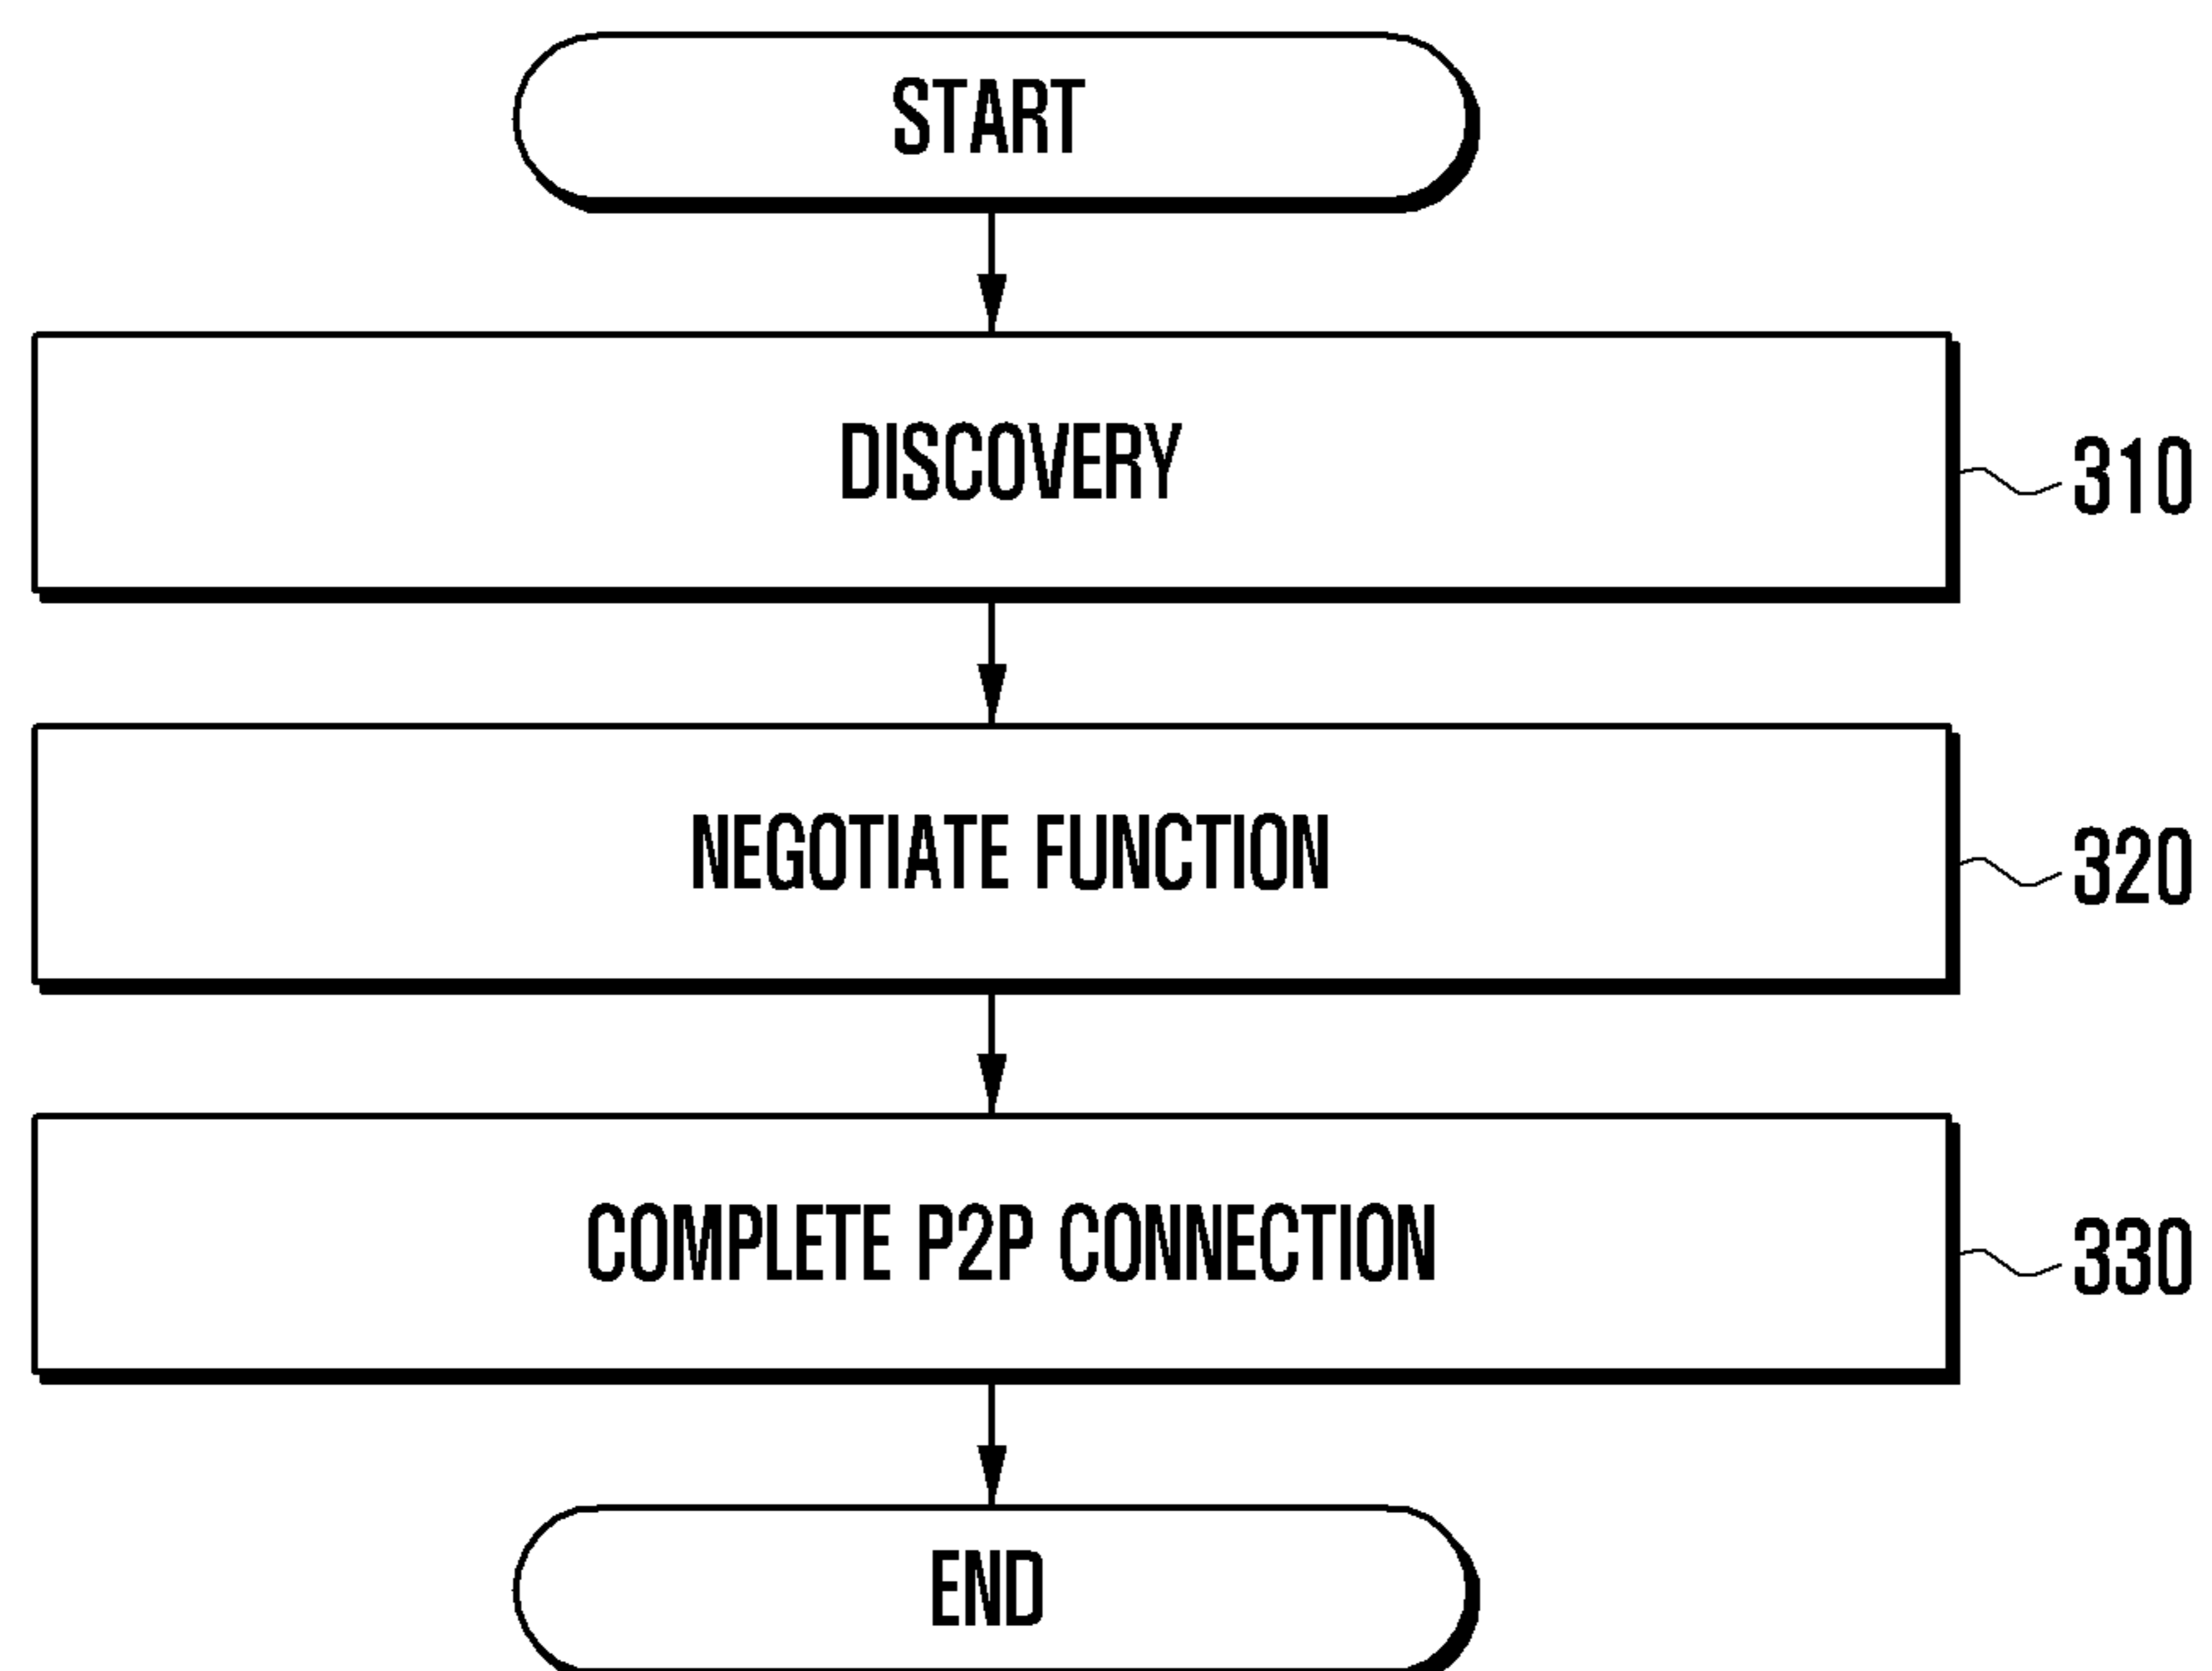 START
DISCOVERY
310
NEGOTIATE FUNCTION
320
COMPLETE P2P CONNECTION
330
END